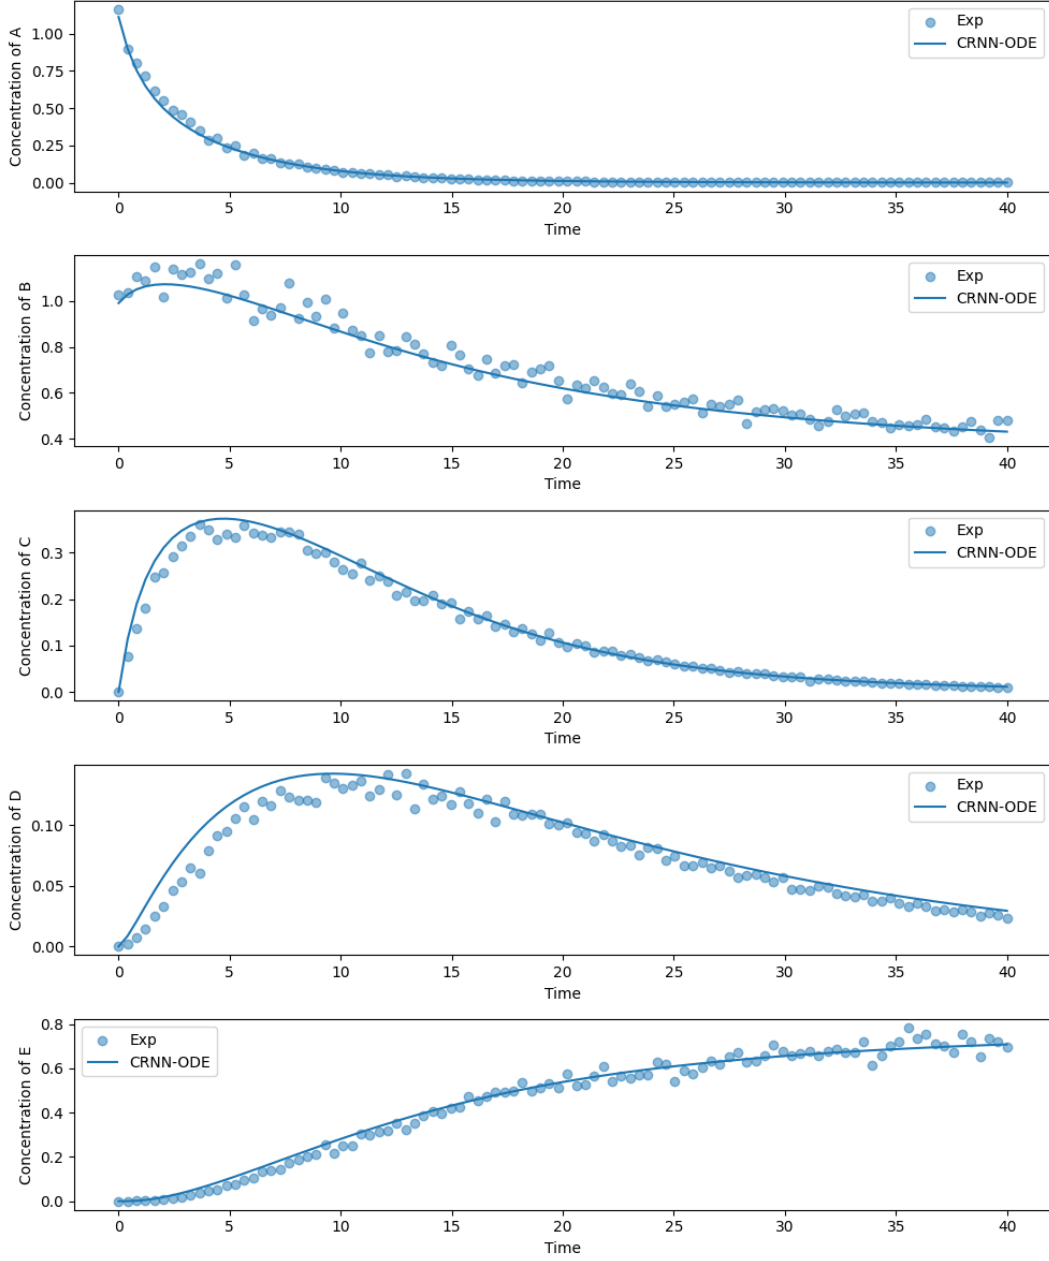 Concentration of A
1.00
0.75
0.50
0.25
0.00
Exp
CRNN-ODE
0 5 10 15 20 25 30 35 40
Time
Concentration of B
1.0
0.8
0.6
0.4
Exp
CRNN-ODE
0 5 10 15 20 25 30 35 40
Time
Concentration of C
0.3
0.2
0.1
0.0
Exp
CRNN-ODE
0 5 10 15 20 25 30 35 40
Time
Concentration of D
0.10
0.05
0.00
Exp
CRNN-ODE
0 5 10 15 20 25 30 35 40
Time
Concentration of E
0.8
0.6
0.4
0.2
0.0
Exp
CRNN-ODE
0 5 10 15 20 25 30 35 40
Time